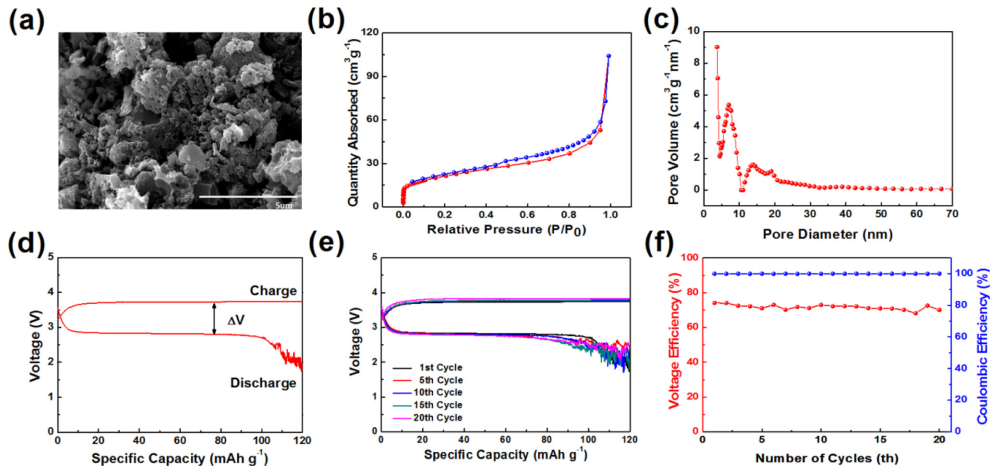 (a)
5um
(b)
Quantity Absorbed (cm³g⁻¹)
120
90
60
30
0
0.0 0.2 0.4 0.6 0.8 1.0
Relative Pressure (P/P₀)
(c)
Pore Volume (cm³g⁻¹nm⁻¹)
10
8
6
4
2
0
0 10 20 30 40 50 60 70
Pore Diameter (nm)
(d)
Voltage (V)
5
4
3
2
1
0 20 40 60 80 100 120
Charge
ΔV
Discharge
Specific Capacity (mAh g⁻¹)
(e)
Voltage (V)
5
4
3
2
1
0 20 40 60 80 100 120
1st Cycle
5th Cycle
10th Cycle
15th Cycle
20th Cycle
Specific Capacity (mAh g⁻¹)
(f)
Voltage Efficiency (%)
100
80
60
40
20
0
0 5 10 15 20
Number of Cycles (th)
100
80
60
40
20
0
Coulombic Efficiency (%)